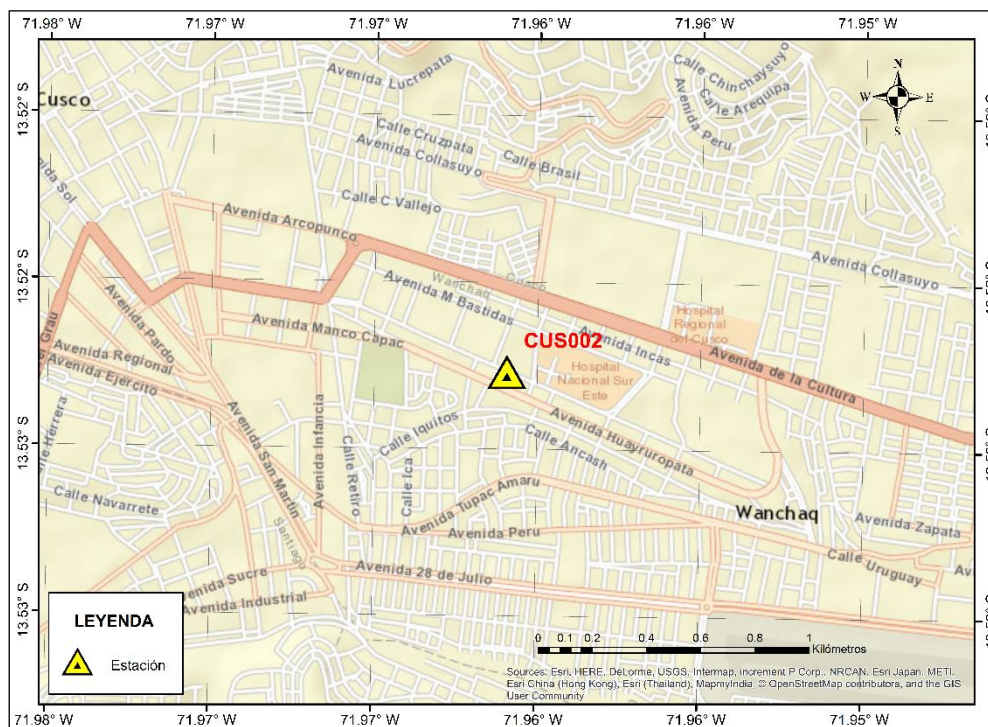 71.98° W 71.97° W 71.97° W 71.96° W 71.96° W 71.95° W
Avenida Lucrepata
Calle Chinchaysuyo
Calle Arequipa
Avenida Peru
N
W E
S
Cusco
13.52° S
Calle Cruzpata
Avenida Collasuyo
Calle Brasil
Calle C Vallejo
Avenida Arcopunco
Avenida Collasuyo
13.52° S
Wanchaq
Cusco
Avenida M Bastidas
Avenida Manco Capac
Avenida Incas
Hospital
Regional
del-Cusco
Avenida de la Cultura
Grau
Avenida Pardo
Avenida Regional
Avenida Ejercito
CUS002
Hospital
Nacional Sur
Este
Avenida Huayruropata
Calle Herrera
Avenida San Martin
Avenida Infancia
Calle Retiro
Calle Iquitos
Calle Ica
Calle Ancash
13.53° S
Calle Navarrete
Avenida Tupac Amaru
Avenida Peru
Wanchaq
Avenida Zapata
Calle Uruguay
Santiago
Avenida Sucre
Avenida Industrial
Avenida 28 de Julio
13.53° S
LEYENDA
Estación
0 0.1 0.2 0.4 0.6 0.8 1
Kilómetros
Sources: Esri, HERE, DeLorme, USGS, Intermap, increment P Corp., NRCAN, Esri Japan, METI,
Esri China (Hong Kong), Esri (Thailand), MapmyIndia, © OpenStreetMap contributors, and the GIS
User Community
71.98° W 71.97° W 71.97° W 71.96° W 71.96° W 71.95° W